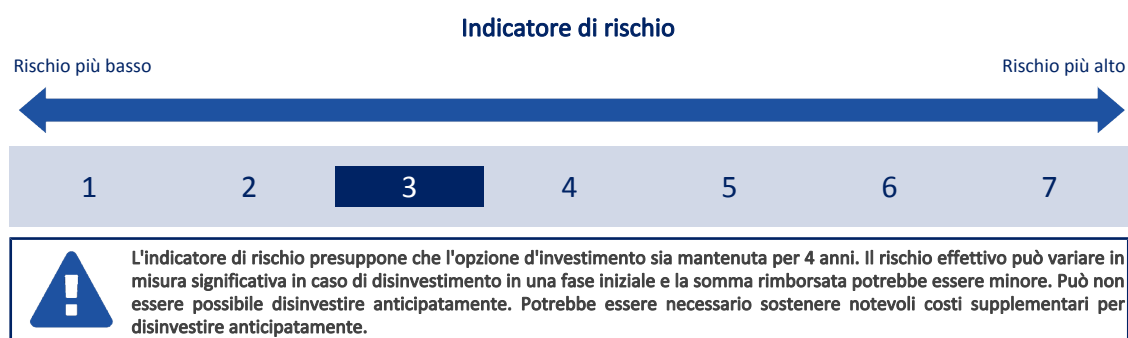 Indicatore di rischio
Rischio più basso
Rischio più alto
1 2 3 4 5 6 7
L'indicatore di rischio presuppone che l'opzione d'investimento sia mantenuta per 4 anni. Il rischio effettivo può variare in
misura significativa in caso di disinvestimento in una fase iniziale e la somma rimborsata potrebbe essere minore. Può non
essere possibile disinvestire anticipatamente. Potrebbe essere necessario sostenere notevoli costi supplementari per
disinvestire anticipatamente.